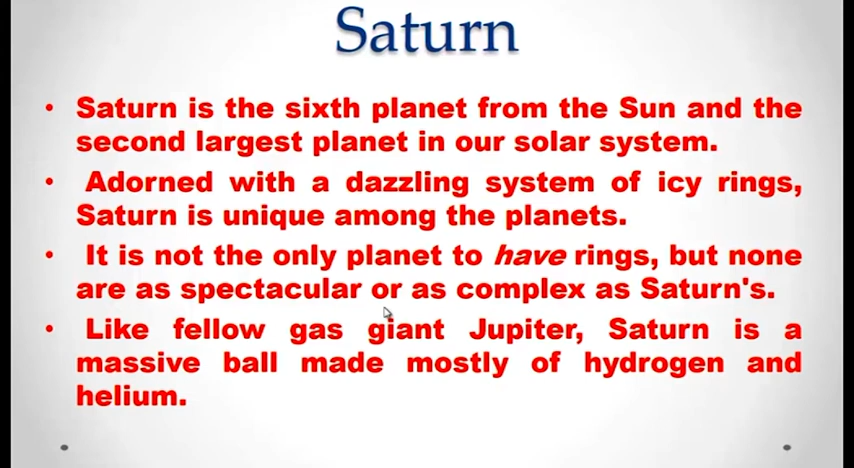 Saturn
• Saturn is the sixth planet from the Sun and the
second largest planet in our solar system.
• Adorned with a dazzling system of icy rings,
Saturn is unique among the planets.
• It is not the only planet to have rings, but none
are as spectacular or as complex as Saturn's.
• Like fellow gas giant Jupiter, Saturn is a
massive ball made mostly of hydrogen and
helium.